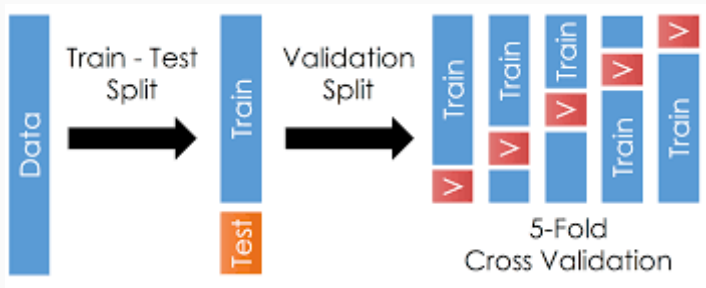 Data
Train - Test
Split
Train
Test
Validation
Split
Train
V
Train
V
Train
V
V
Train
V
Train
5-Fold
Cross Validation